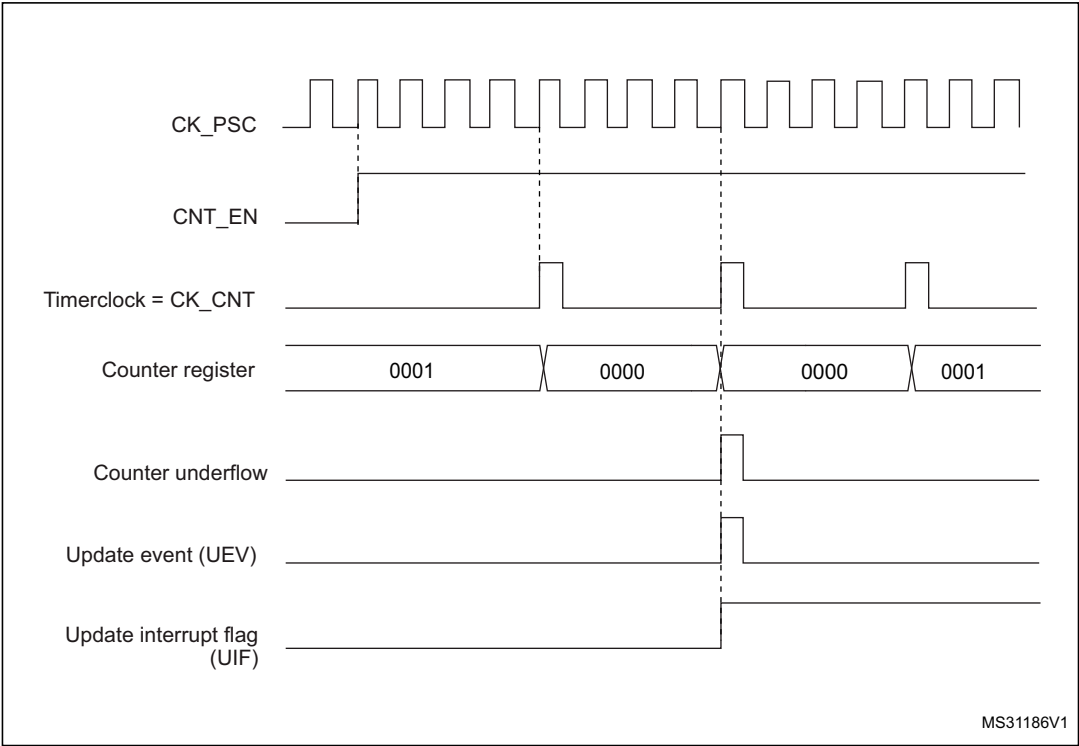 CK_PSC
CNT_EN
Timerclock = CK_CNT
Counter register
0001 0000 0000 0001
Counter underflow
Update event (UEV)
Update interrupt flag
(UIF)
MS31186V1